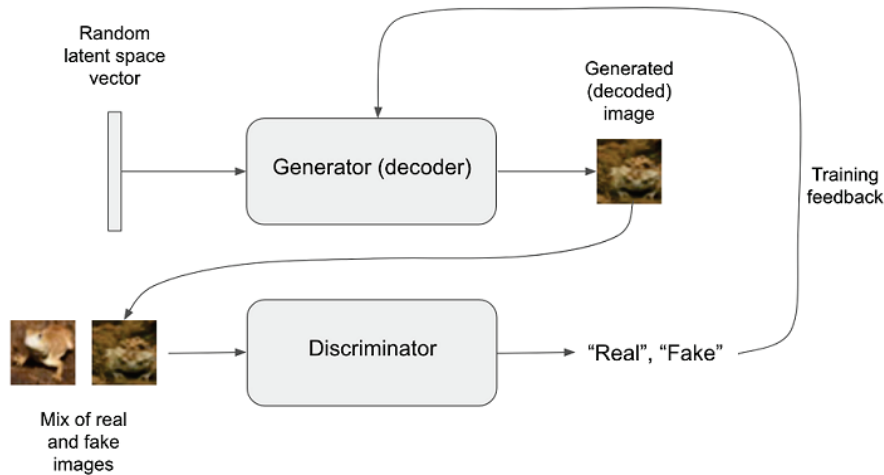 Random
latent space
vector
Generator (decoder)
Generated
(decoded)
image
Training
feedback
Discriminator
“Real”, “Fake”
Mix of real
and fake
images